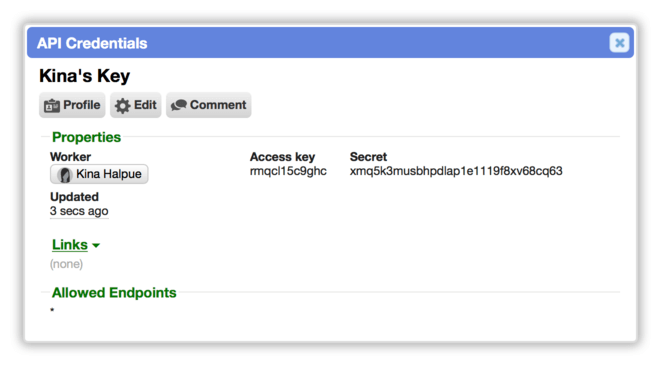 API Credentials
Kina's Key
Profile Edit Comment
Properties
Worker Access key Secret
Kina Halpue rmqcl15c9ghc xmq5k3musbhpdlap1e1119f8xv68cq63
Updated
3 secs ago
Links
(none)
Allowed Endpoints
*